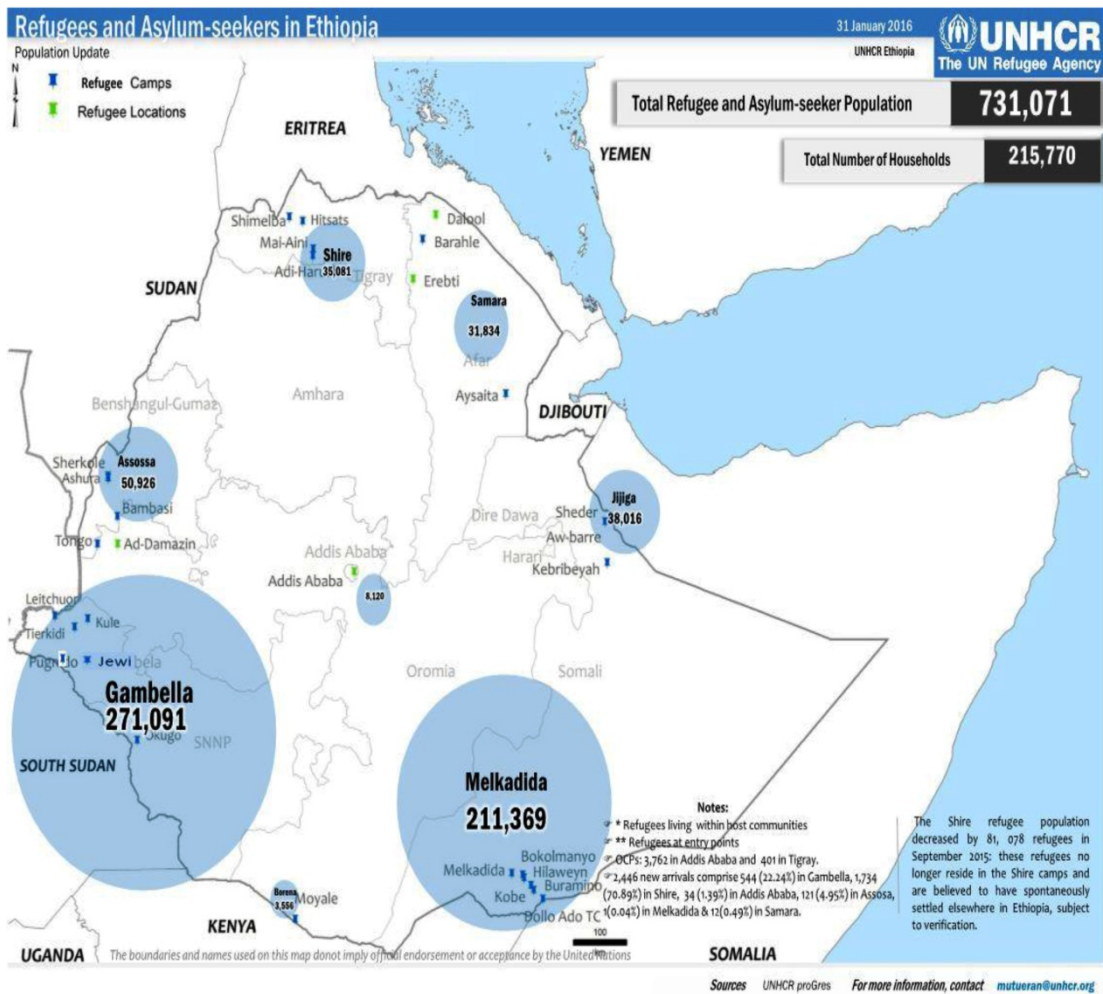 Refugees and Asylum-seekers in Ethiopia
31 January 2016
UNHCR
The UN Refugee Agency
Population Update
UNHCR Ethiopia
N
Refugee Camps
Refugee Locations
Total Refugee and Asylum-seeker Population
731,071
Total Number of Households
215,770
ERITREA
YEMEN
Shimelba
Hitsats
Dalool
Mai-Aini
Barahle
Shire
35,081
Tigray
Erebti
SUDAN
Samara
31,834
Afar
Amhara
Aysaita
Benshangul-Gumaz
DJIBOUTI
Sherkole
Ashura
Assossa
50,926
Bambasi
Jijiga
38,016
Sheder
Dire Dawa
Aw-barre
Tongo
Ad-Damazin
Addis Ababa
Harari
Kebribeyah
Addis Ababa
8,120
Leitchuor
Kule
Tierkidi
Jewi
Oromia
Somali
Gambella
271,091
Okugo
SNNP
SOUTH SUDAN
Melkadida
211,369
Notes:
* Refugees living within host communities
** Refugees at entry points
OCPs: 3,762 in Addis Ababa and 401 in Tigray.
2,446 new arrivals comprise 544 (22.24%) in Gambella, 1,734
(70.89%) in Shire, 34 (1.39%) in Addis Ababa, 121 (4.95%) in Assosa,
1(0.04%) in Melkadida & 12(0.49%) in Samara.
The Shire refugee population
decreased by 81, 078 refugees in
September 2015: these refugees no
longer reside in the Shire camps and
are believed to have spontaneously
settled elsewhere in Ethiopia, subject
to verification.
Bokolmanyo
Melkadida
Hilaweyn
Buramino
Kobe
Dollo Ado TC
Borena
3,556
Moyale
100
KENYA
UGANDA
SOMALIA
The boundaries and names used on this map donot imply official endorsement or acceptance by the United Nations
Sources UNHCR proGres For more information, contact mutueran@unhcr.org